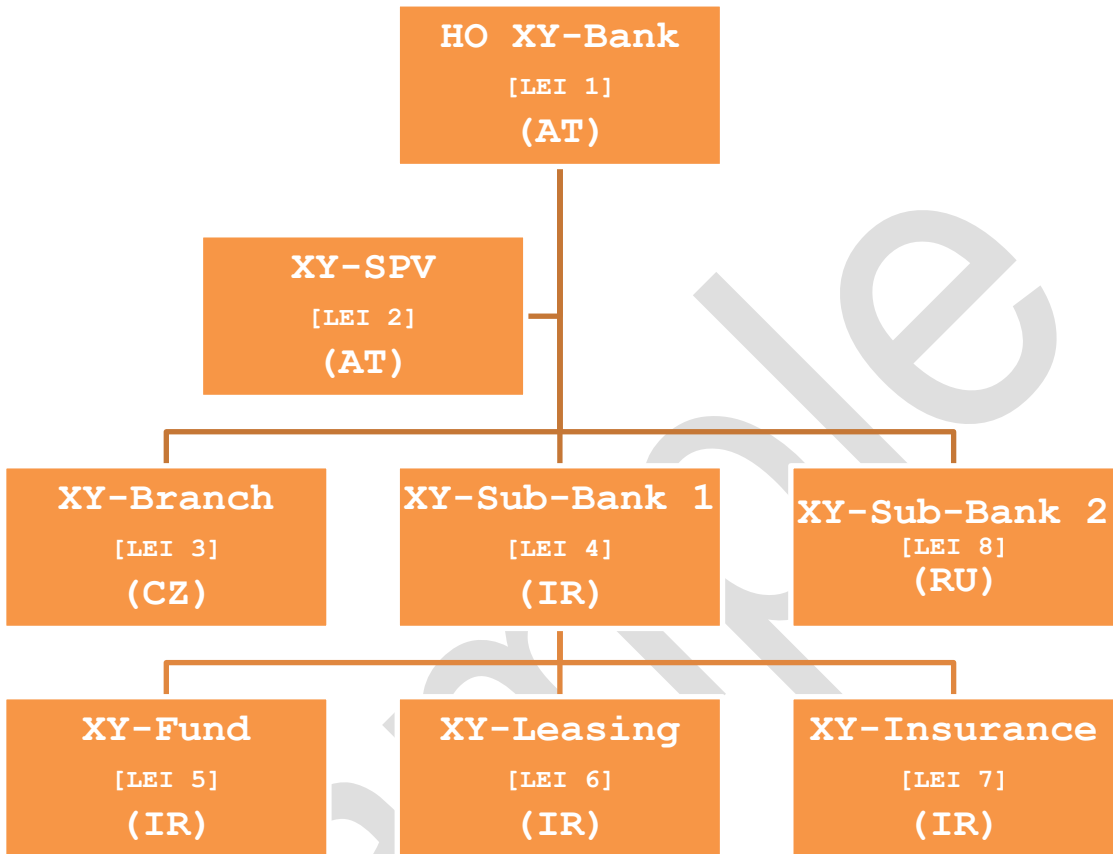 HO XY-Bank
[LEI 1]
(AT)
XY-SPV
[LEI 2]
(AT)
XY-Branch
[LEI 3]
(CZ)
XY-Sub-Bank 1
[LEI 4]
(IR)
XY-Sub-Bank 2
[LEI 8]
(RU)
XY-Fund
[LEI 5]
(IR)
XY-Leasing
[LEI 6]
(IR)
XY-Insurance
[LEI 7]
(IR)